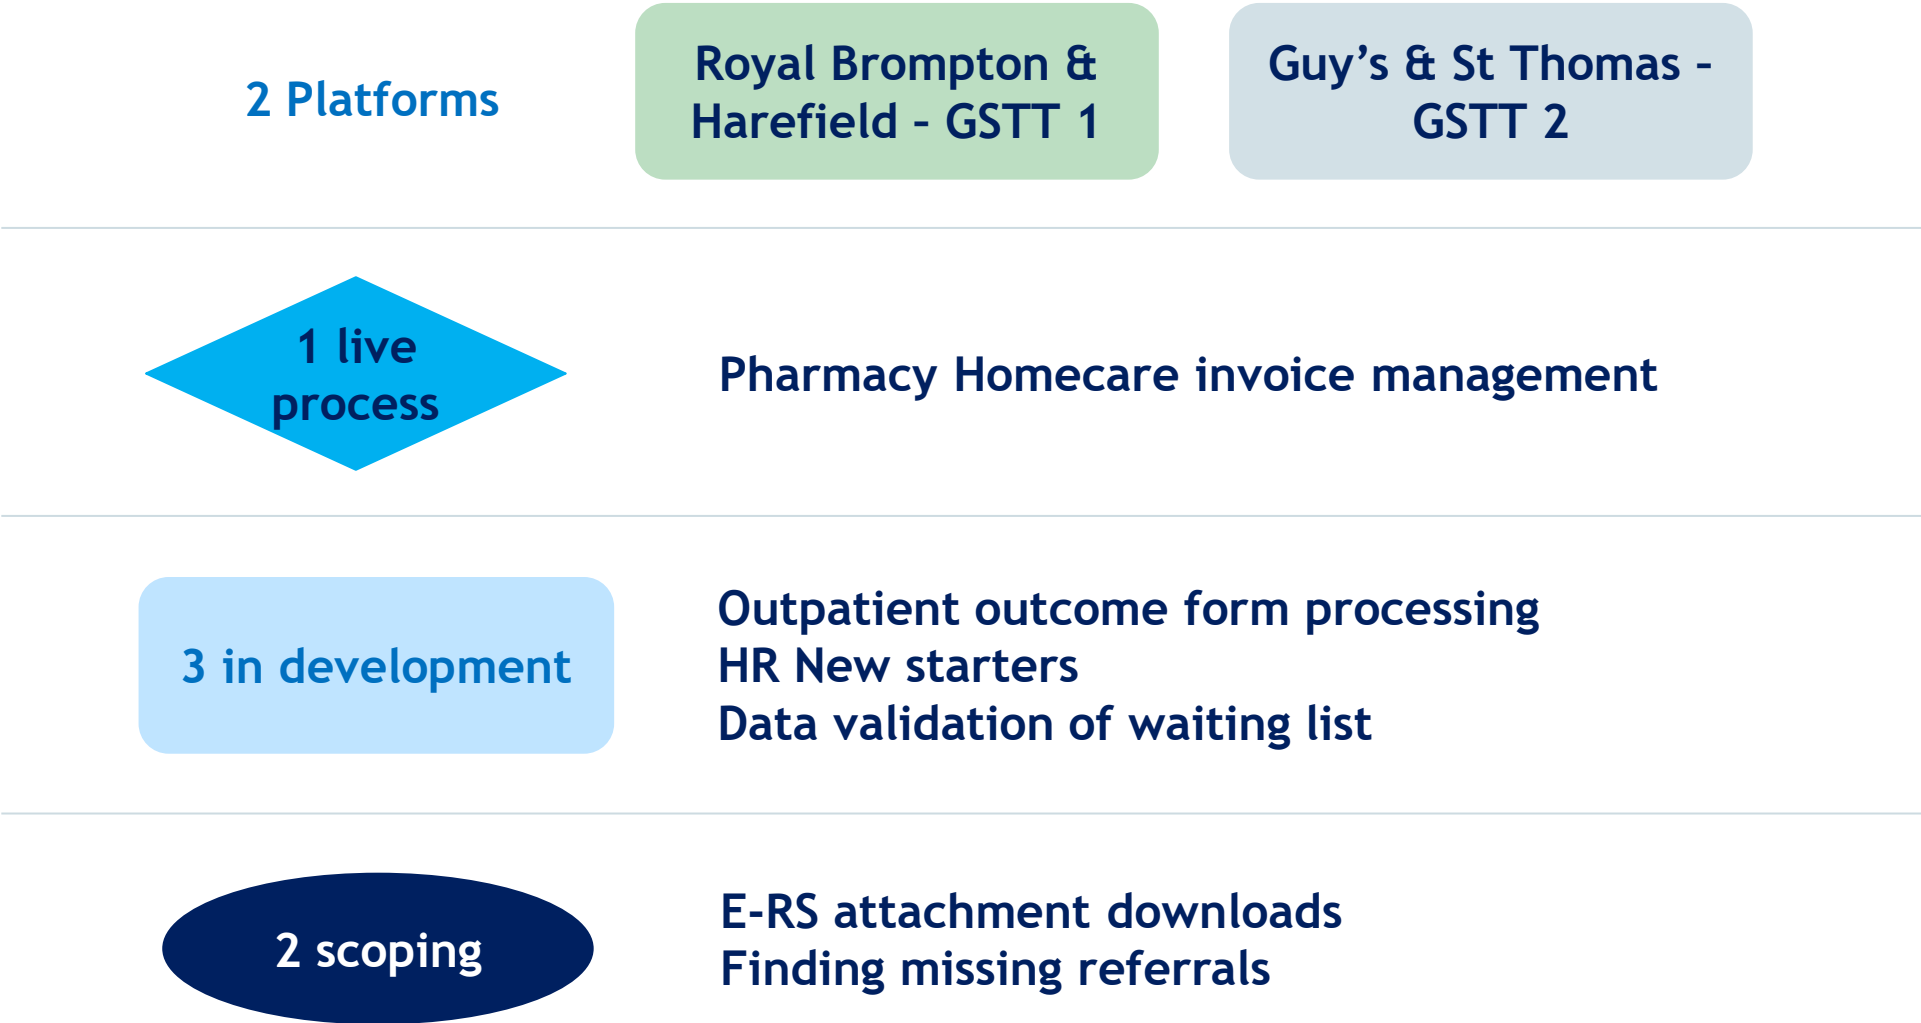 2 Platforms
Royal Brompton &
Harefield – GSTT 1
Guy’s & St Thomas –
GSTT 2
1 live
process
Pharmacy Homecare invoice management
3 in development
Outpatient outcome form processing
HR New starters
Data validation of waiting list
2 scoping
E-RS attachment downloads
Finding missing referrals